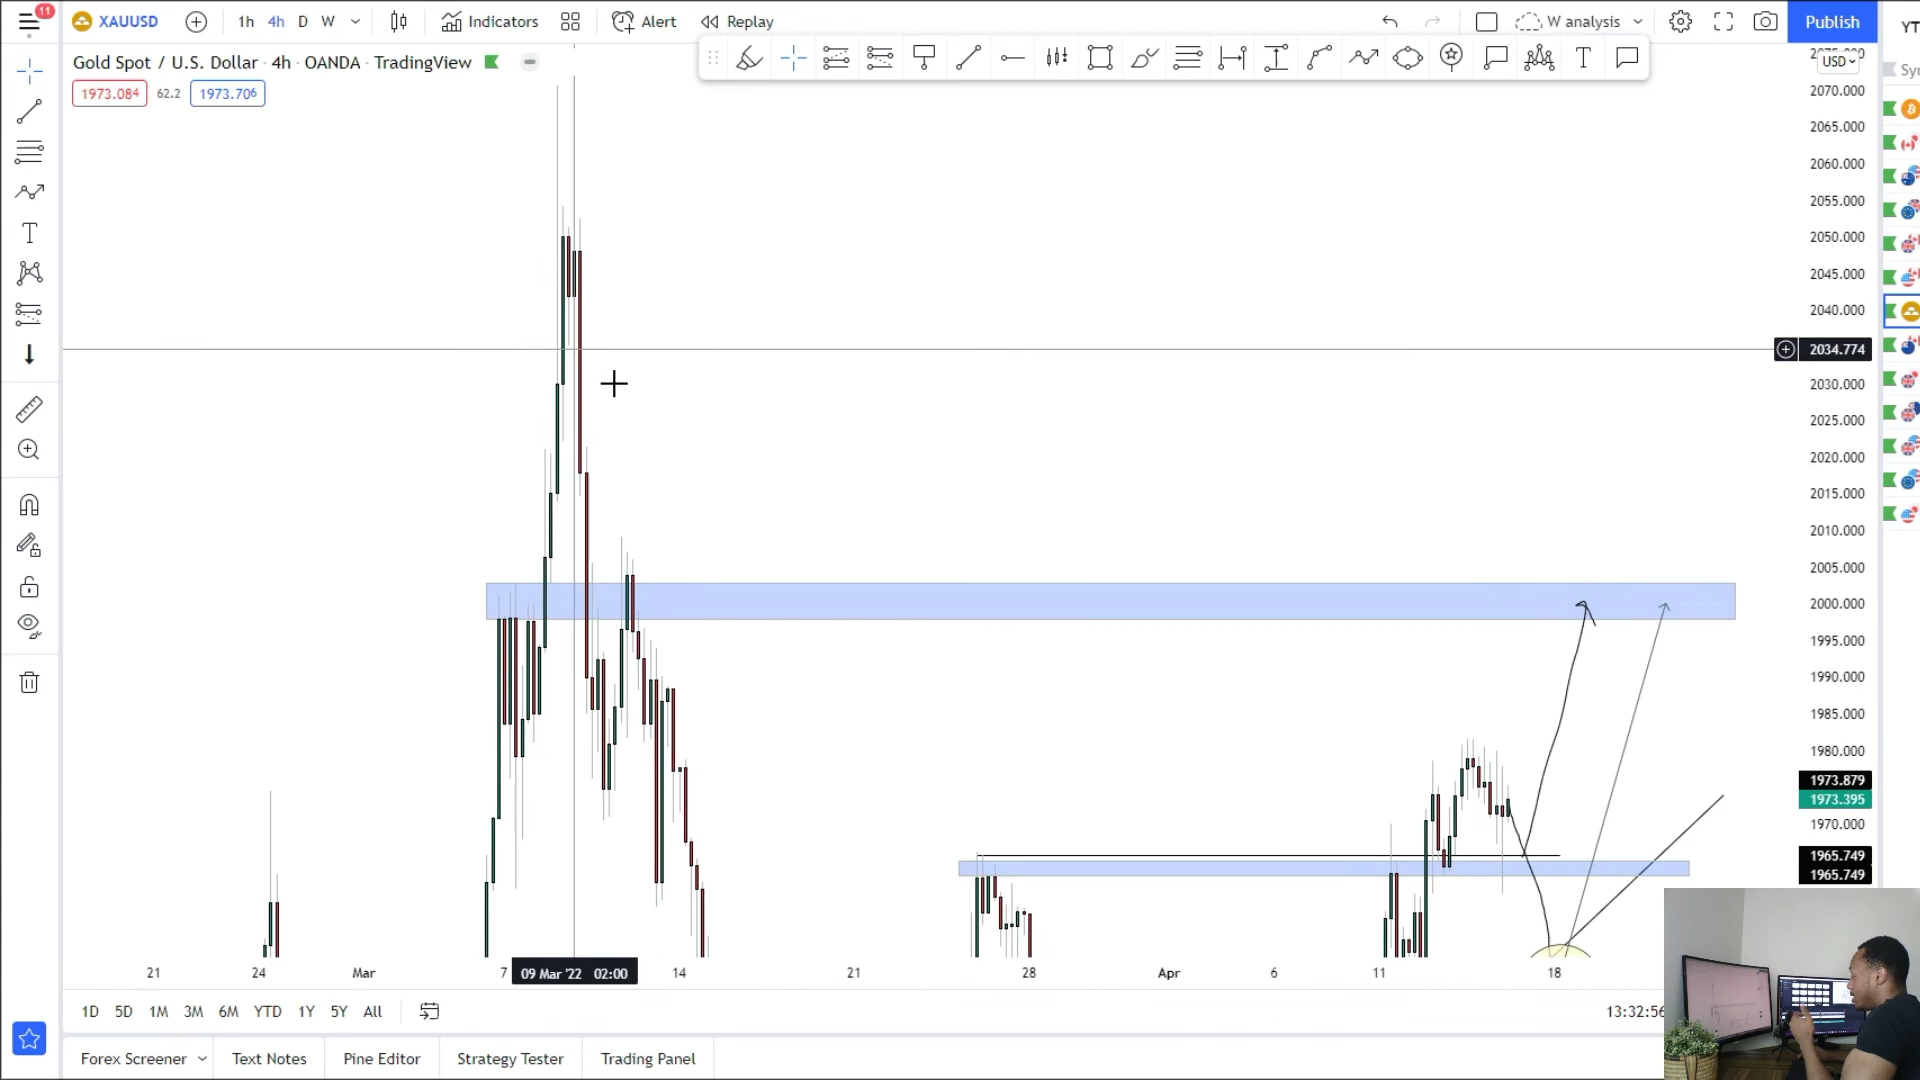 11
XAUUSD
1h 4h D W
Indicators
Alert
Replay
W analysis
Publish
YT
Gold Spot / U.S. Dollar · 4h · OANDA · TradingView
1973.084 62.2 1973.706
USD
2070.000
2065.000
2060.000
2055.000
2050.000
2045.000
2040.000
2034.774
2030.000
2025.000
2020.000
2015.000
2010.000
2005.000
2000.000
1995.000
1990.000
1985.000
1980.000
1973.879
1973.395
1970.000
1965.749
1965.749
21 24 Mar 7 09 Mar '22 02:00 14 21 28 Apr 6 11 18
1D 5D 1M 3M 6M YTD 1Y 5Y All
13:32:56
Forex Screener Text Notes Pine Editor Strategy Tester Trading Panel